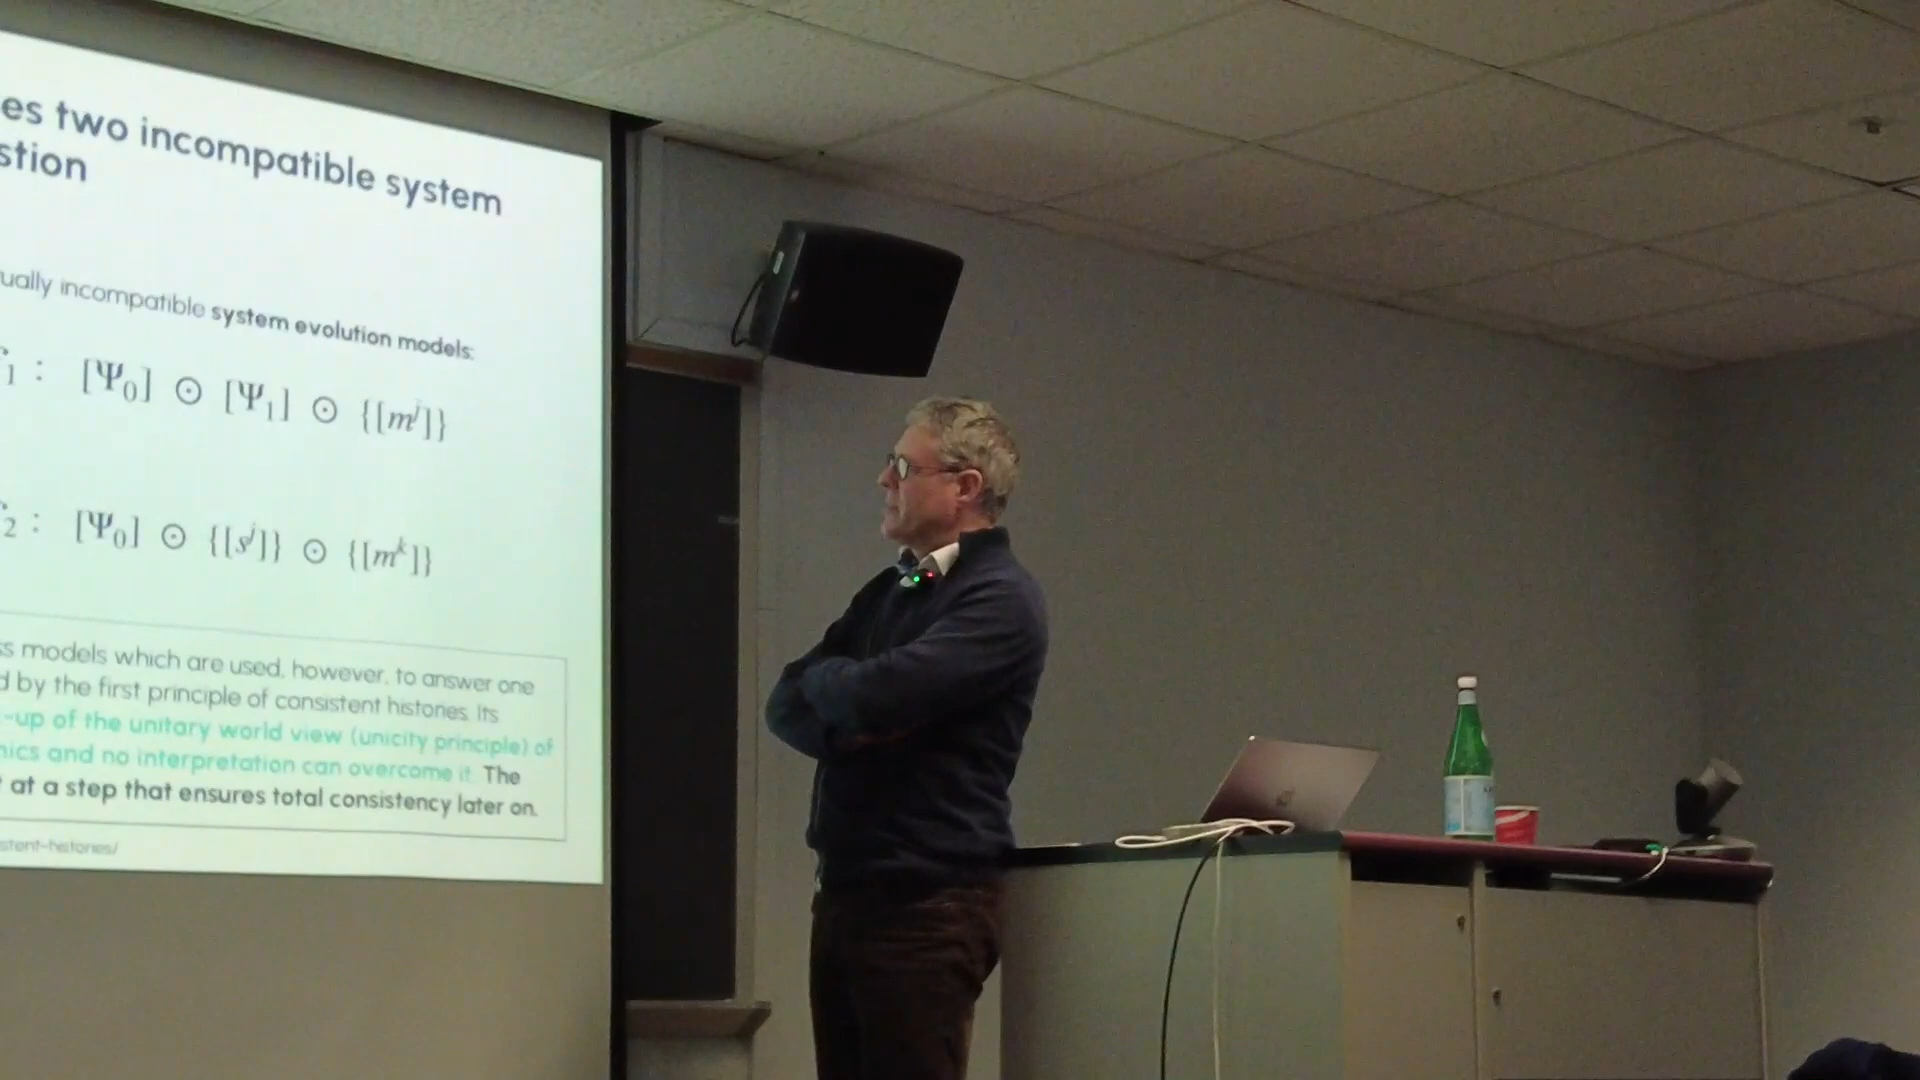 es two incompatible system
stion
ually incompatible system evolution models:
1 : [Ψ0] ⊙ [Ψ1] ⊙ {[m^j]}
2 : [Ψ0] ⊙ {[s^j]} ⊙ {[m^k]}
ss models which are used, however, to answer one
d by the first principle of consistent histories. Its
-up of the unitary world view (unicity principle) of
nics and no interpretation can overcome it. The
at a step that ensures total consistency later on.
stent-histories/